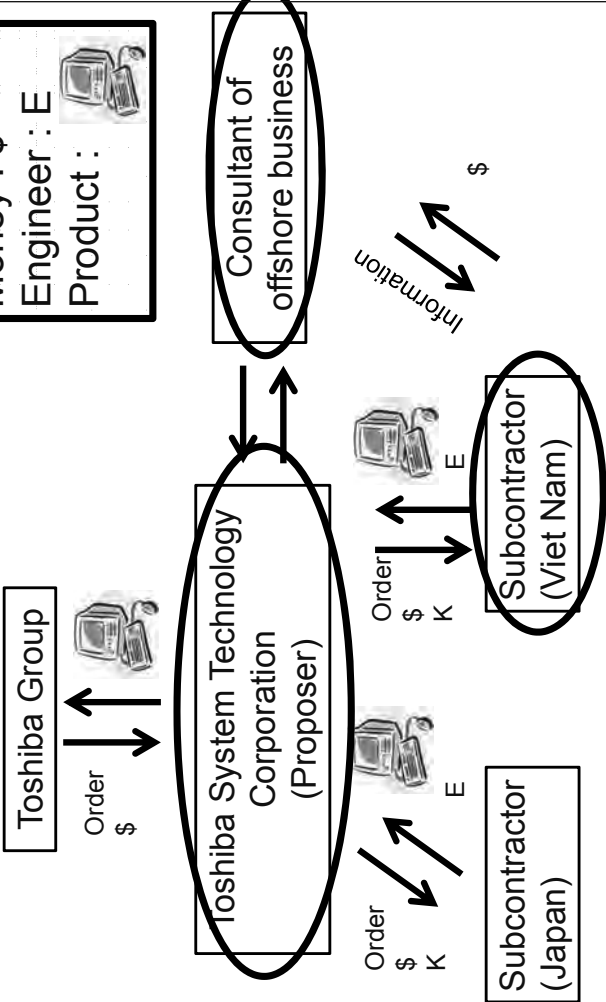 Engineer : E
Product :
Toshiba Group
Order
$
Toshiba System Technology
Corporation
(Proposer)
Consultant of
offshore business
Order
$
K
E
Order
$
K
E
Information
$
Subcontractor
(Japan)
Subcontractor
(Viet Nam)